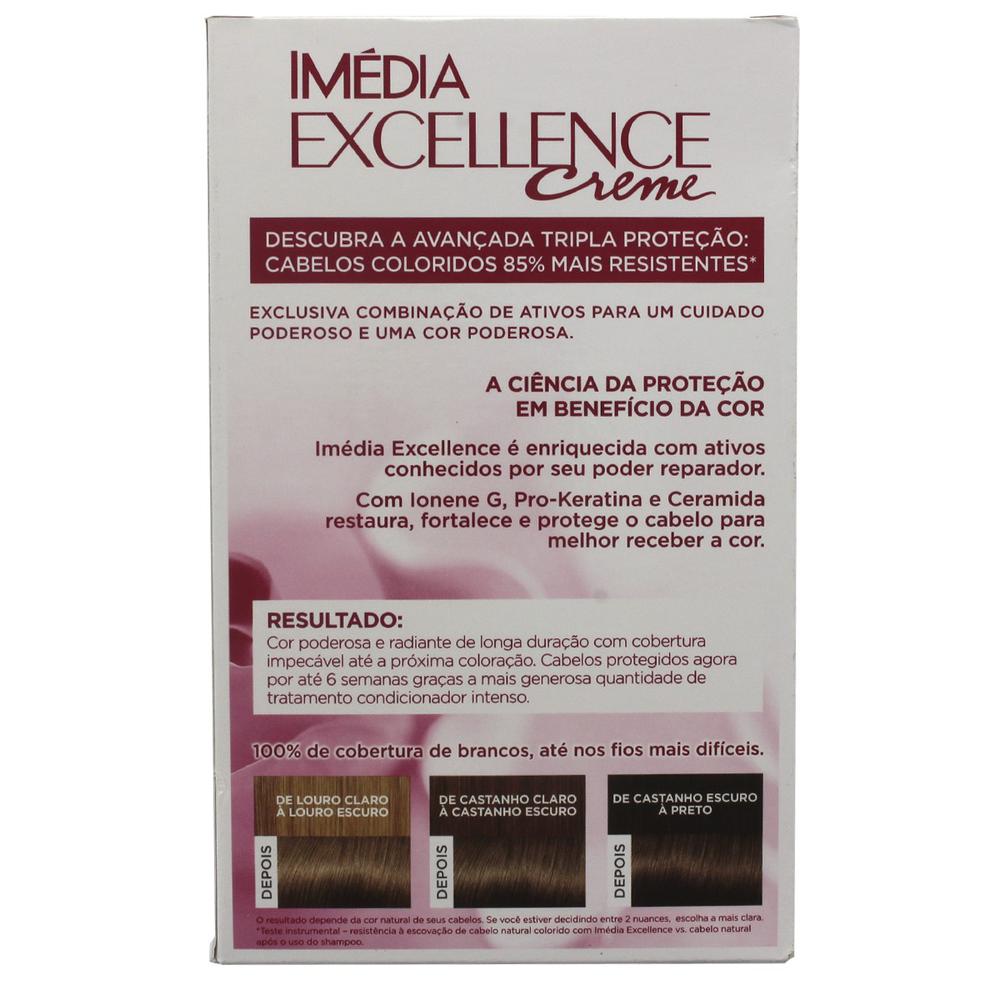 IMÉDIA
EXCELLENCE
Creme
DESCUBRA A AVANÇADA TRIPLA PROTEÇÃO:
CABELOS COLORIDOS 85% MAIS RESISTENTES*
EXCLUSIVA COMBINAÇÃO DE ATIVOS PARA UM CUIDADO
PODEROSO E UMA COR PODEROSA.
A CIÊNCIA DA PROTEÇÃO
EM BENEFÍCIO DA COR
Imédia Excellence é enriquecida com ativos
conhecidos por seu poder reparador.
Com Ionene G, Pro-Keratina e Ceramida
restaura, fortalece e protege o cabelo para
melhor receber a cor.
RESULTADO:
Cor poderosa e radiante de longa duração com cobertura
impecável até a próxima coloração. Cabelos protegidos agora
por até 6 semanas graças a mais generosa quantidade de
tratamento condicionador intenso.
100% de cobertura de brancos, até nos fios mais difíceis.
DE LOURO CLARO
À LOURO ESCURO
DEPOIS
DE CASTANHO CLARO
À CASTANHO ESCURO
DEPOIS
DE CASTANHO ESCURO
À PRETO
DEPOIS
O resultado depende da cor natural de seus cabelos. Se você estiver decidindo entre 2 nuances, escolha a mais clara.
*Teste instrumental – resistência à escovação de cabelo natural colorido com Imédia Excellence vs. cabelo natural
após o uso do shampoo.